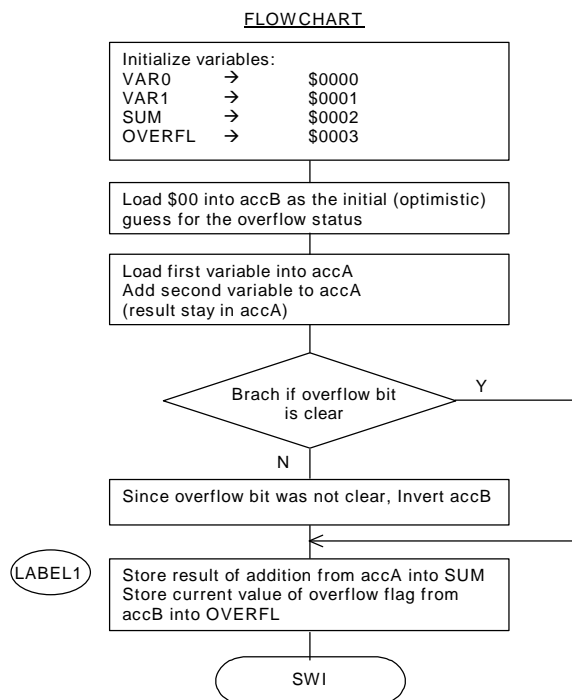 FLOWCHART
Initialize variables:
VAR0 → $0000
VAR1 → $0001
SUM → $0002
OVERFL → $0003
Load $00 into accB as the initial (optimistic)
guess for the overflow status
Load first variable into accA
Add second variable to accA
(result stay in accA)
Brach if overflow bit
is clear
Y
N
Since overflow bit was not clear, Invert accB
LABEL1
Store result of addition from accA into SUM
Store current value of overflow flag from
accB into OVERFL
SWI